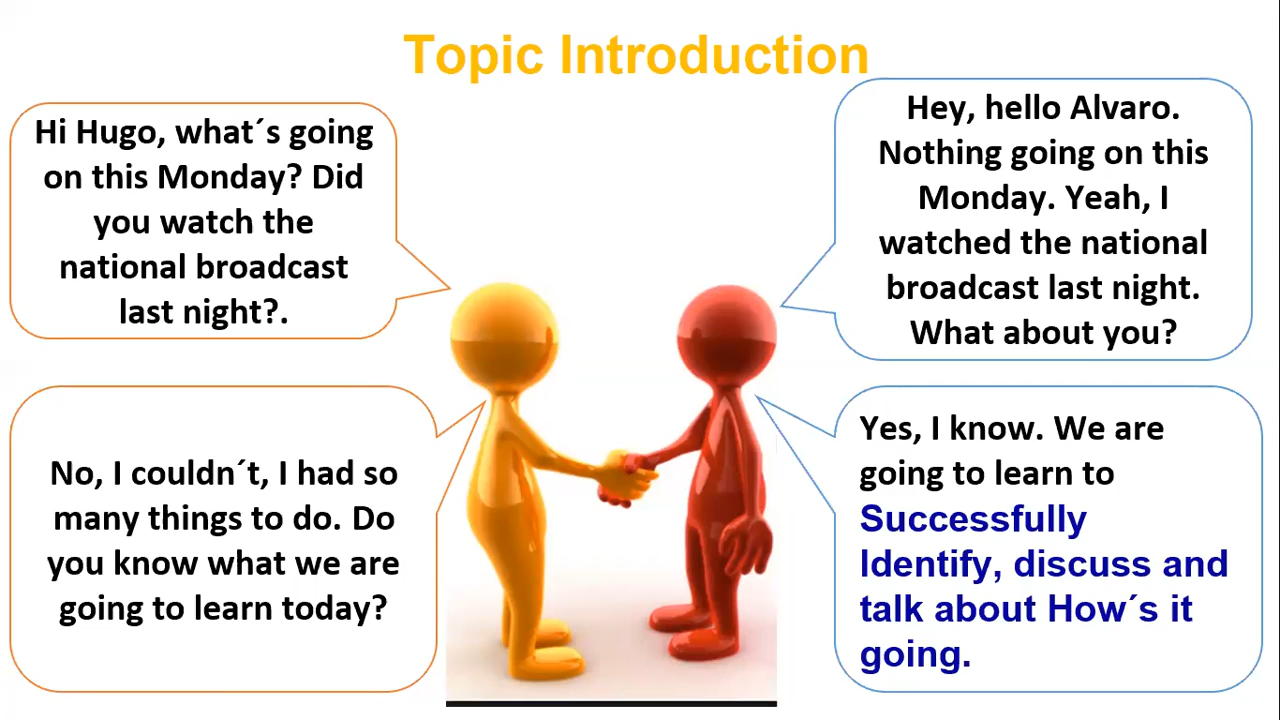 Topic Introduction
Hi Hugo, what´s going
on this Monday? Did
you watch the
national broadcast
last night?.
Hey, hello Alvaro.
Nothing going on this
Monday. Yeah, I
watched the national
broadcast last night.
What about you?
No, I couldn´t, I had so
many things to do. Do
you know what we are
going to learn today?
Yes, I know. We are
going to learn to
Successfully
Identify, discuss and
talk about How´s it
going.